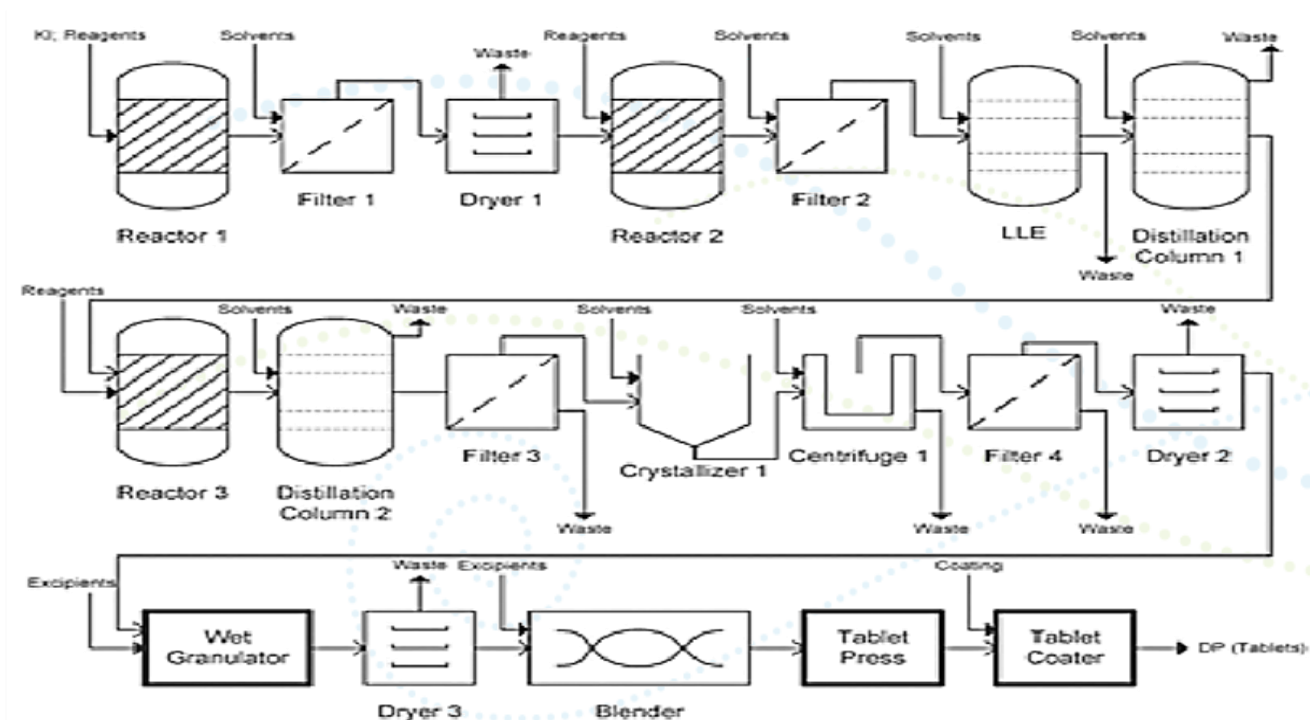 KI; Reagents
Solvents
Waste
Reagents
Solvents
Solvents
Solvents
Waste
Filter 1
Dryer 1
Filter 2
Reactor 1
Reactor 2
LLE
Distillation
Column 1
Waste
Reagents
Solvents
Waste
Solvents
Solvents
Waste
Filter 3
Crystallizer 1
Centrifuge 1
Filter 4
Dryer 2
Reactor 3
Distillation
Column 2
Waste
Waste
Waste
Excipients
Waste
Excipients
Coating
Wet
Granulator
Tablet
Press
Tablet
Coater
DP (Tablets)
Dryer 3
Blender